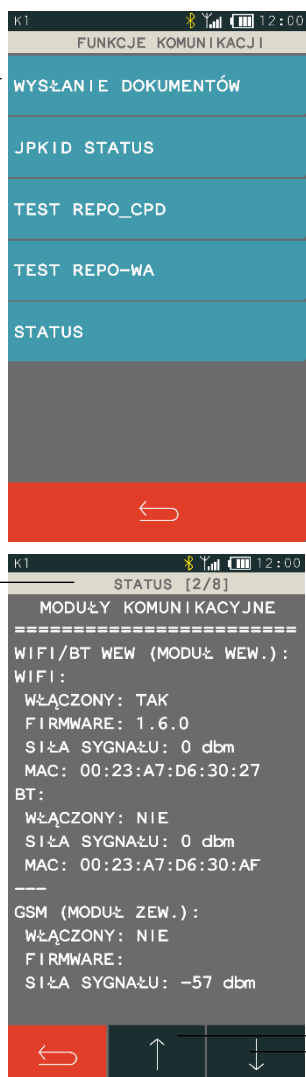 K1 12:00
FUNKCJE KOMUNIKACJI
WYSŁANIE DOKUMENTÓW
JPKID STATUS
TEST REPO_CPD
TEST REPO-WA
STATUS
K1 12:00
STATUS [2/8]
MODUŁY KOMUNIKACYJNE
=========================
WIFI/BT WEW (MODUŁ WEW.):
WIFI:
WŁĄCZONY: TAK
FIRMWARE: 1.6.0
SIŁA SYGNAŁU: 0 dbm
MAC: 00:23:A7:D6:30:27
BT:
WŁĄCZONY: NIE
SIŁA SYGNAŁU: 0 dbm
MAC: 00:23:A7:D6:30:AF
---
GSM (MODUŁ ZEW.):
WŁĄCZONY: NIE
FIRMWARE:
SIŁA SYGNAŁU: -57 dbm